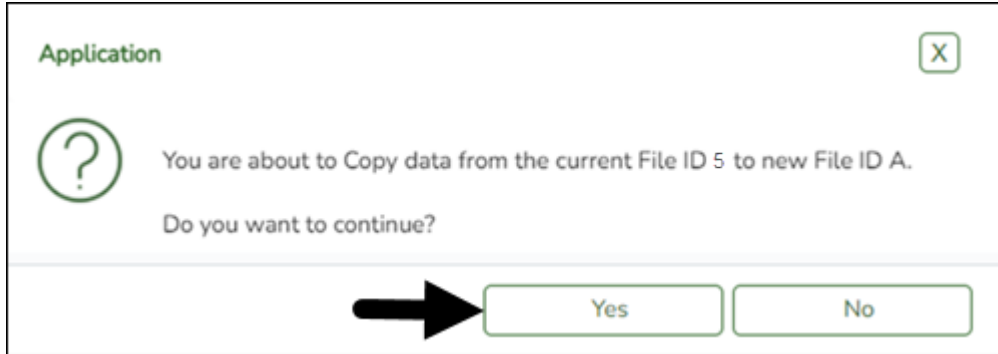 Application
X
?
You are about to Copy data from the current File ID 5 to new File ID A.
Do you want to continue?
Yes
No